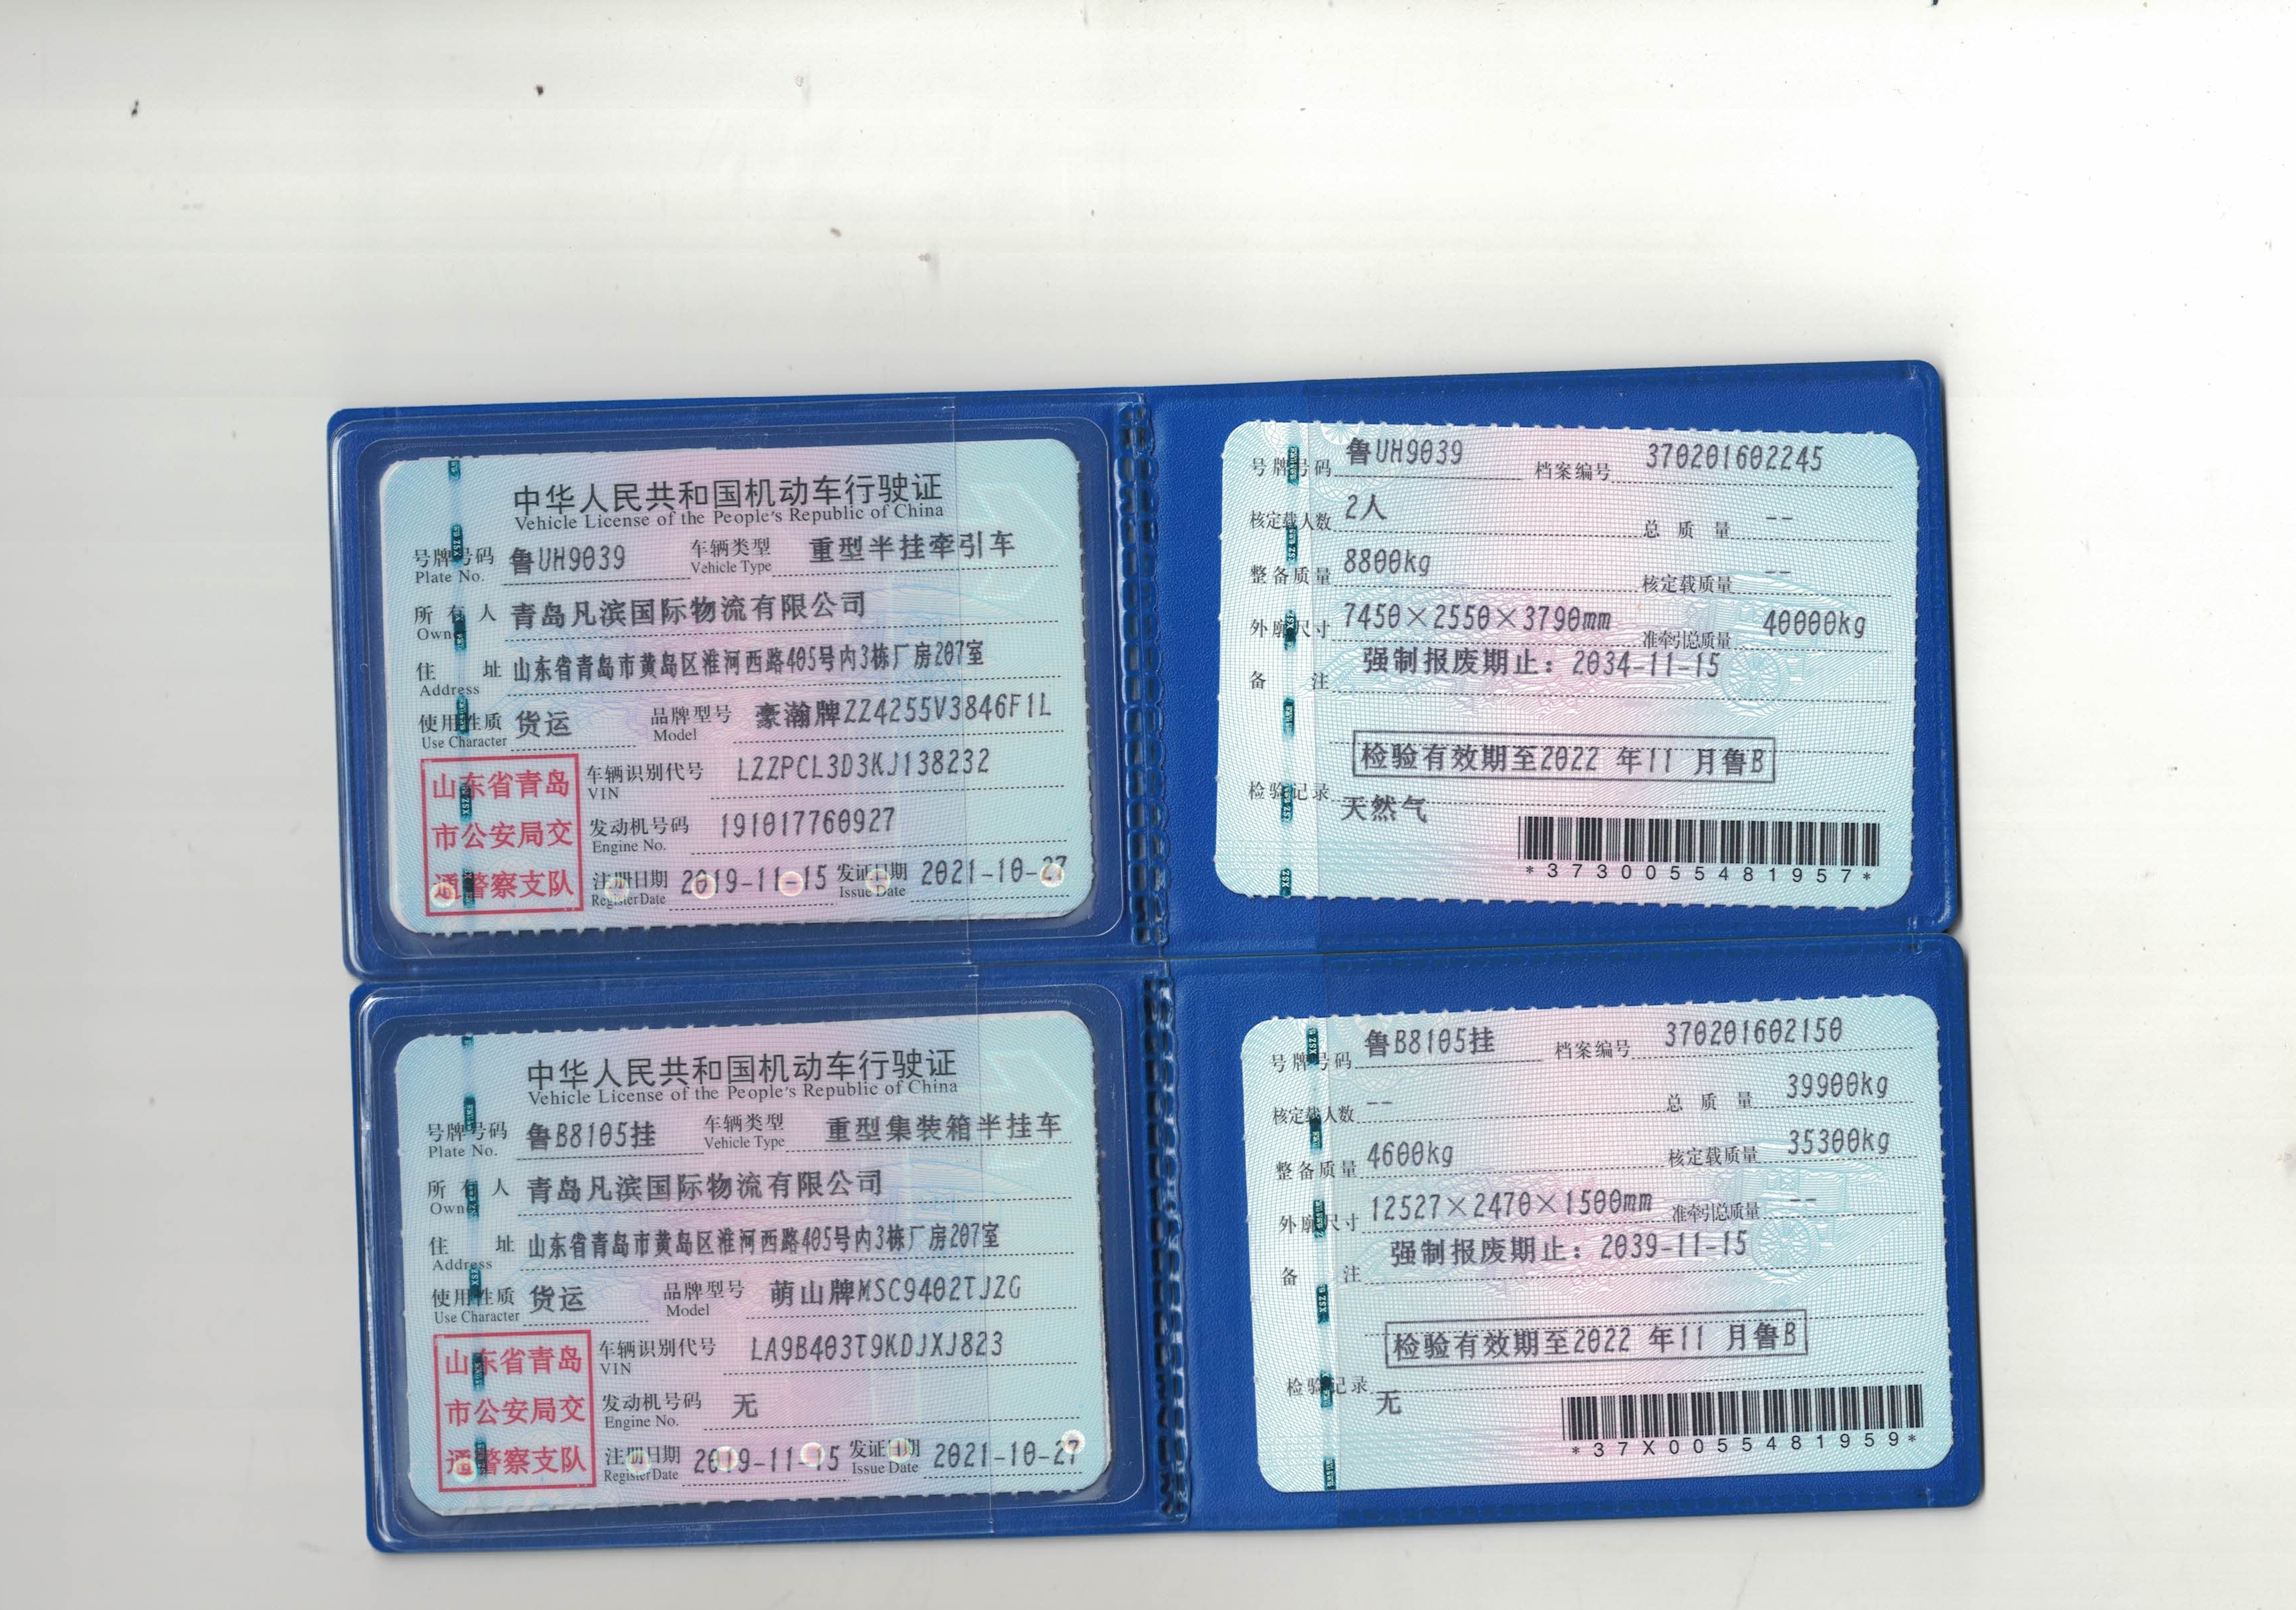 中华人民共和国机动车行驶证
Vehicle License of the People's Republic of China
号牌号码 鲁UH9039 车辆类型 重型半挂牵引车
Plate No. Vehicle Type
所有人 青岛凡滨国际物流有限公司
Owner
住址 山东省青岛市黄岛区淮河西路405号内3栋厂房207室
Address
使用性质 货运 品牌型号 豪瀚牌ZZ4255V3846F1L
Use Character Model
山东省青岛市公安局交通警察支队
车辆识别代号 LZZPCL3D3KJ138232
VIN
发动机号码 191017760927
Engine No.
注册日期 2019-11-15 发证日期 2021-10-27
Register Date Issue Date
号牌号码 鲁UH9039 档案编号 370201602245
核定载人数 2人 总质量 --
整备质量 8800kg 核定载质量 --
外廓尺寸 7450×2550×3790mm 准牵引总质量 40000kg
备注 强制报废期止：2034-11-15
检验有效期至2022 年11 月鲁B
检验记录 天然气
*3730055481957*
中华人民共和国机动车行驶证
Vehicle License of the People's Republic of China
号牌号码 鲁B8105挂 车辆类型 重型集装箱半挂车
Plate No. Vehicle Type
所有人 青岛凡滨国际物流有限公司
Owner
住址 山东省青岛市黄岛区淮河西路405号内3栋厂房207室
Address
使用性质 货运 品牌型号 萌山牌MSC9402TJZG
Use Character Model
山东省青岛市公安局交通警察支队
车辆识别代号 LA9B403T9KDJXJ823
VIN
发动机号码 无
Engine No.
注册日期 2019-11-15 发证日期 2021-10-27
Register Date Issue Date
号牌号码 鲁B8105挂 档案编号 370201602150
核定载人数 -- 总质量 39900kg
整备质量 4600kg 核定载质量 35300kg
外廓尺寸 12527×2470×1500mm 准牵引总质量 --
备注 强制报废期止：2039-11-15
检验有效期至2022 年11 月鲁B
检验记录 无
*37X0055481959*